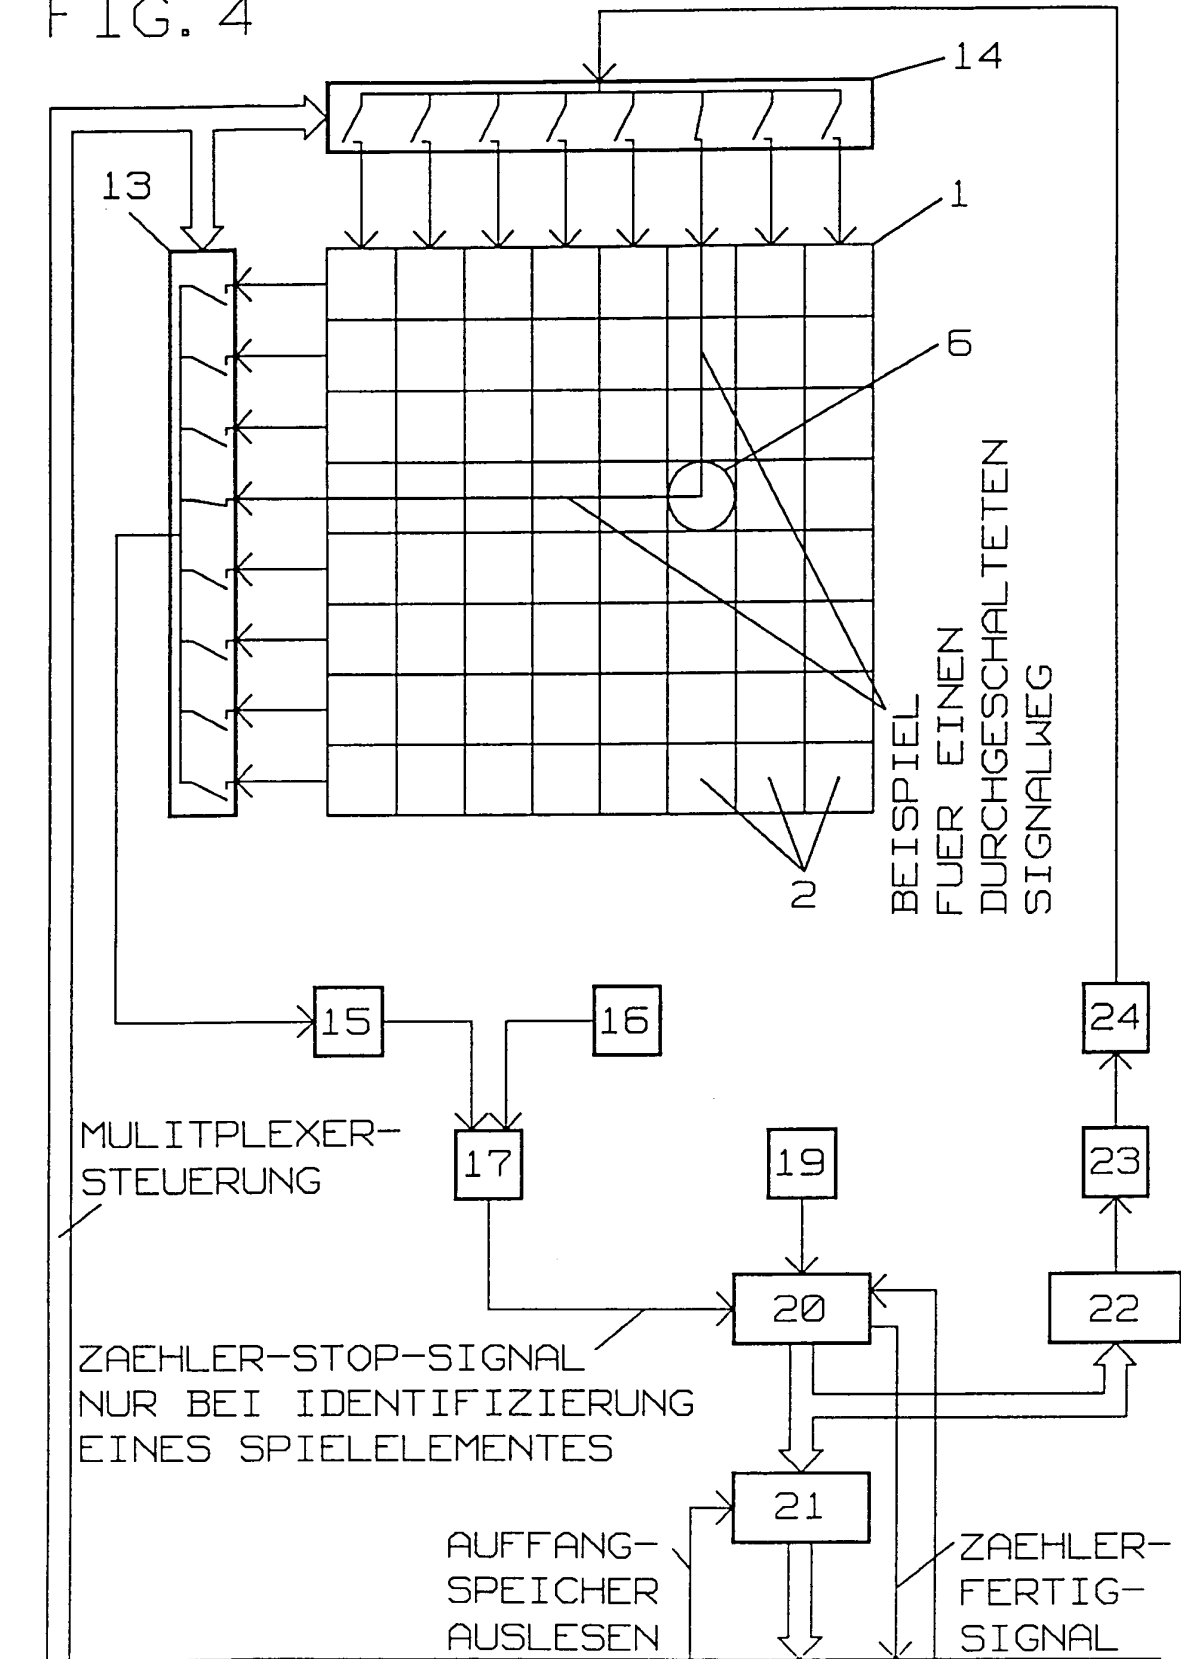 FIG. 4
14
13
1
6
BEISPIEL
FUER EINEN
DURCHGESCHALTETEN
SIGNALWEG
2
15
16
24
MULITPLEXER-
STEUERUNG
17
19
23
20
22
ZAEHLER-STOP-SIGNAL
NUR BEI IDENTIFIZIERUNG
EINES SPIELELEMENTES
21
AUFFANG-
SPEICHER
AUSLESEN
ZAEHLER-
FERTIG-
SIGNAL